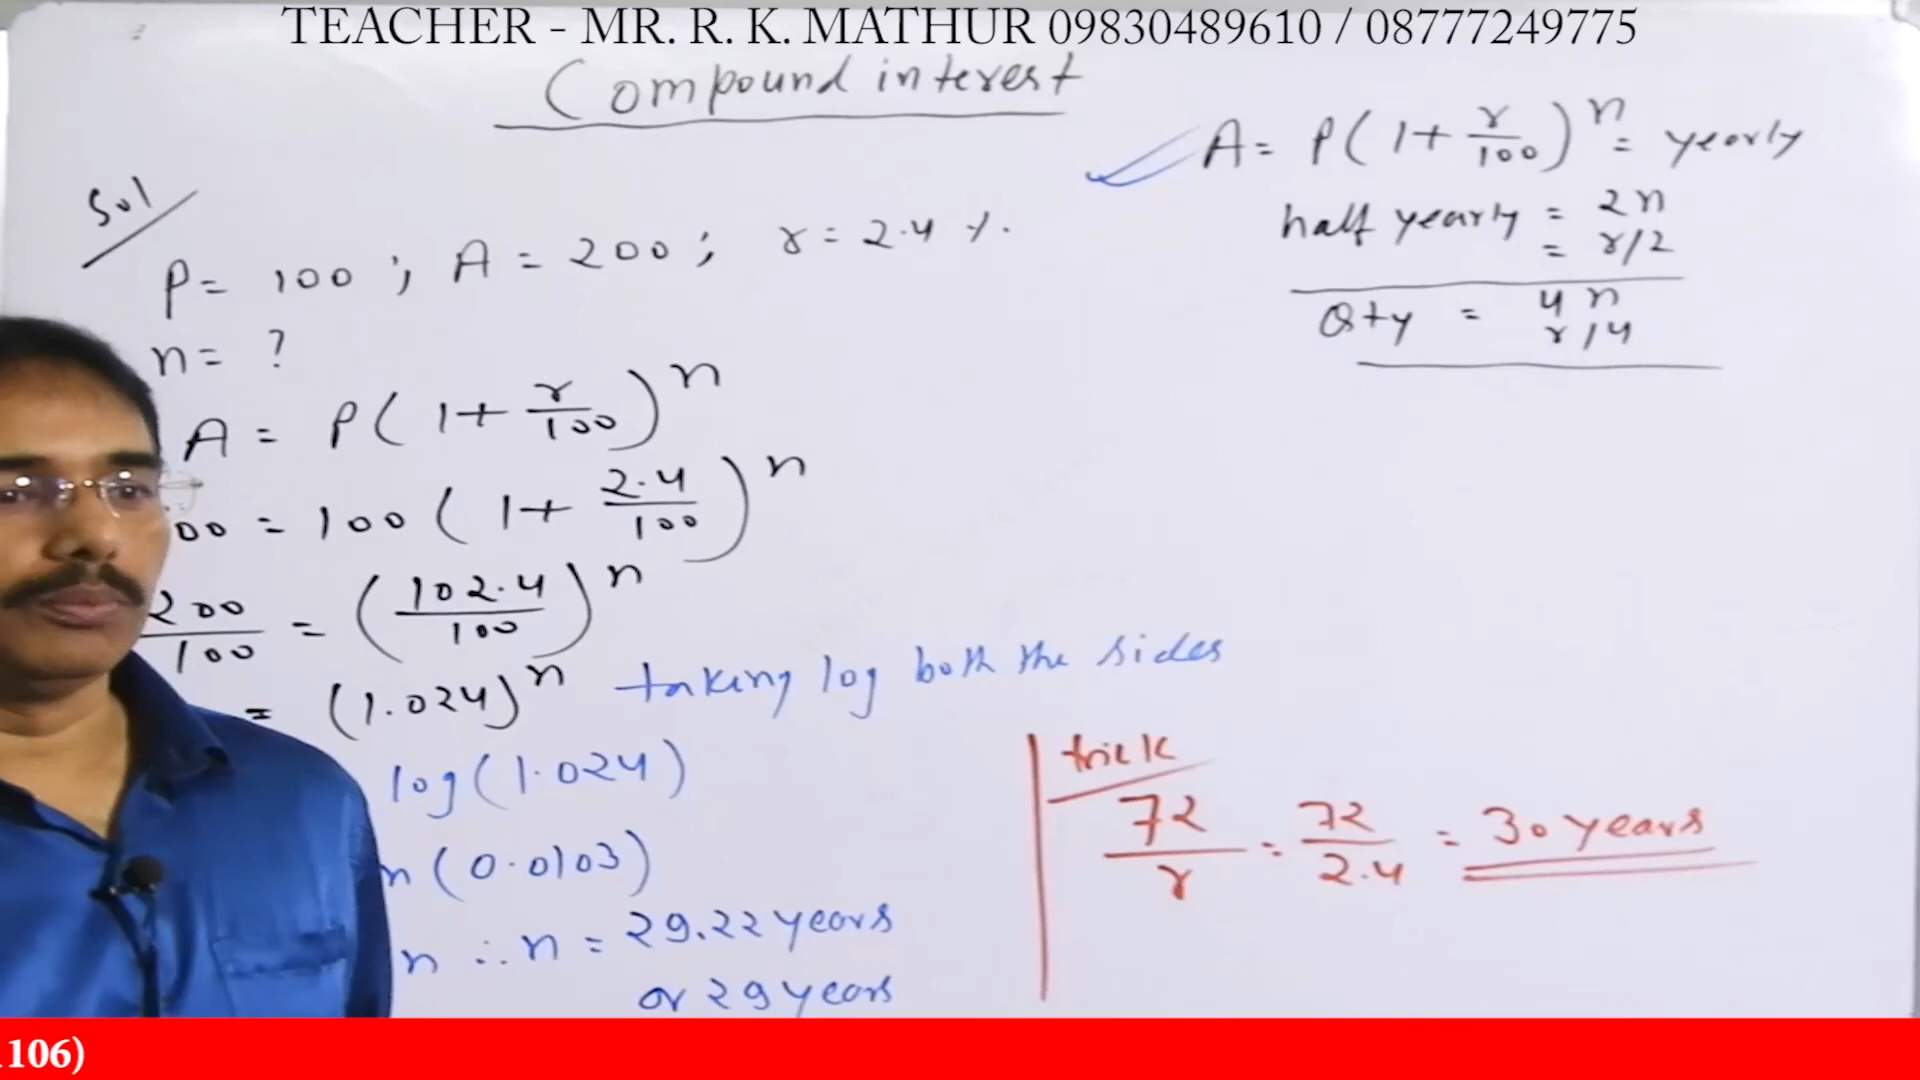 TEACHER - MR. R. K. MATHUR 09830489610 / 08777249775
Compound interest
A = P(1+r/100)^n = yearly
half yearly = 2n
= r/2
Qty = 4n
r/4
Sol
P = 100 ; A = 200 ; r = 2.4 %.
n = ?
A = P(1+r/100)^n
00 = 100(1+2.4/100)^n
200/100 = (102.4/100)^n
= (1.024)^n taking log both the sides
log(1.024)
n(0.0103)
n ∴ n = 29.22 years
or 29 years
trick
72/r = 72/2.4 = 30 years
106)